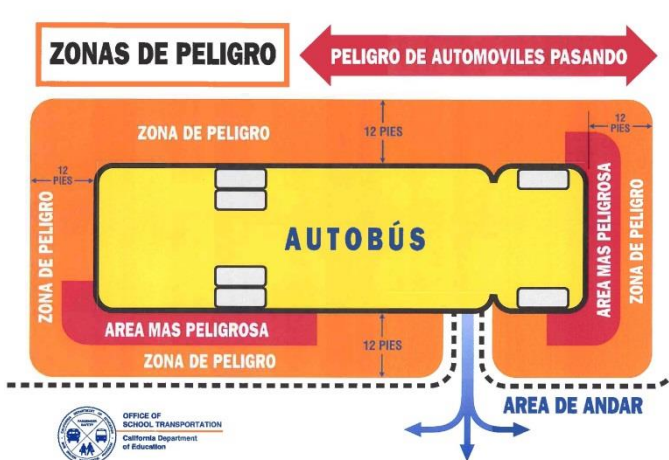 ZONAS DE PELIGRO
PELIGRO DE AUTOMOVILES PASANDO
ZONA DE PELIGRO
12 PIES
12
PIES
12
PIES
ZONA DE PELIGRO
AUTOBÚS
AREA MAS PELIGROSA
ZONA DE PELIGRO
AREA MAS PELIGROSA
ZONA DE PELIGRO
12 PIES
AREA DE ANDAR
OFFICE OF
SCHOOL TRANSPORTATION
California Department
of Education